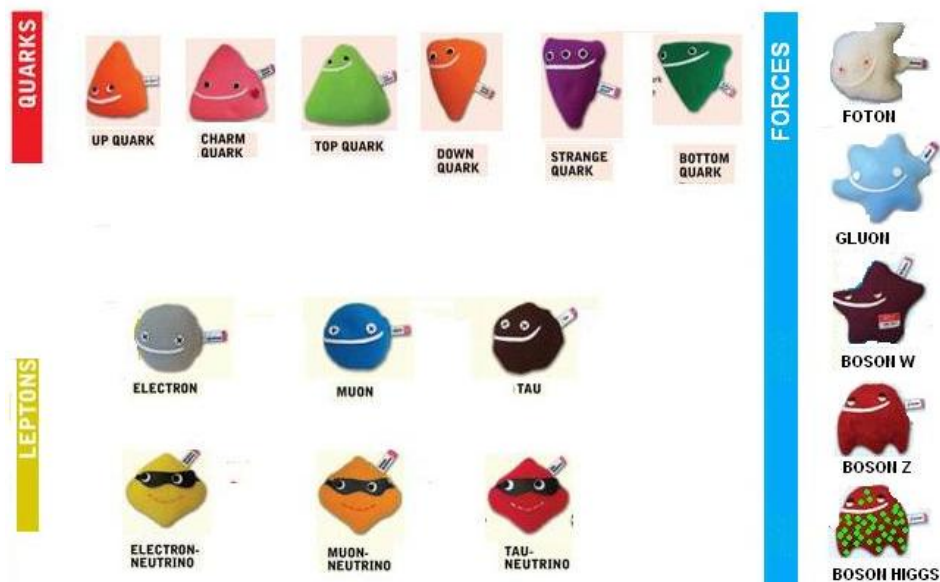 QUARKS
UP QUARK
CHARM
QUARK
TOP QUARK
DOWN
QUARK
STRANGE
QUARK
BOTTOM
QUARK
LEPTONS
ELECTRON
MUON
TAU
ELECTRON-
NEUTRINO
MUON-
NEUTRINO
TAU-
NEUTRINO
FORCES
FOTON
GLUON
BOSON W
BOSON Z
BOSON HIGGS